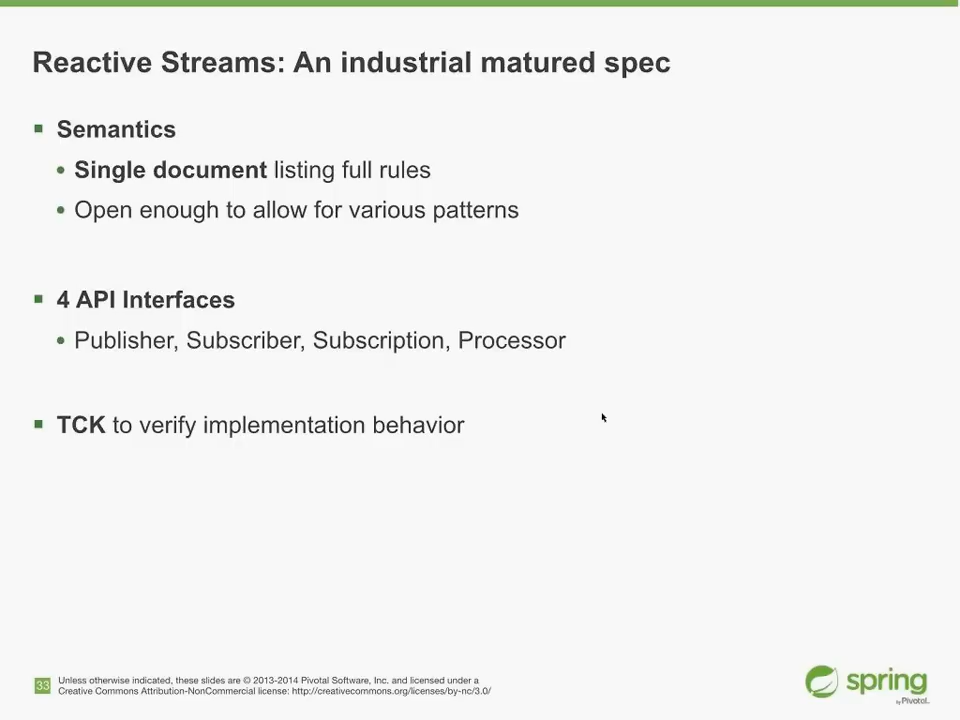 Reactive Streams: An industrial matured spec
Semantics
Single document listing full rules
Open enough to allow for various patterns
4 API Interfaces
Publisher, Subscriber, Subscription, Processor
TCK to verify implementation behavior
33
Unless otherwise indicated, these slides are © 2013-2014 Pivotal Software, Inc. and licensed under a
Creative Commons Attribution-NonCommercial license: http://creativecommons.org/licenses/by-nc/3.0/
spring
by Pivotal.